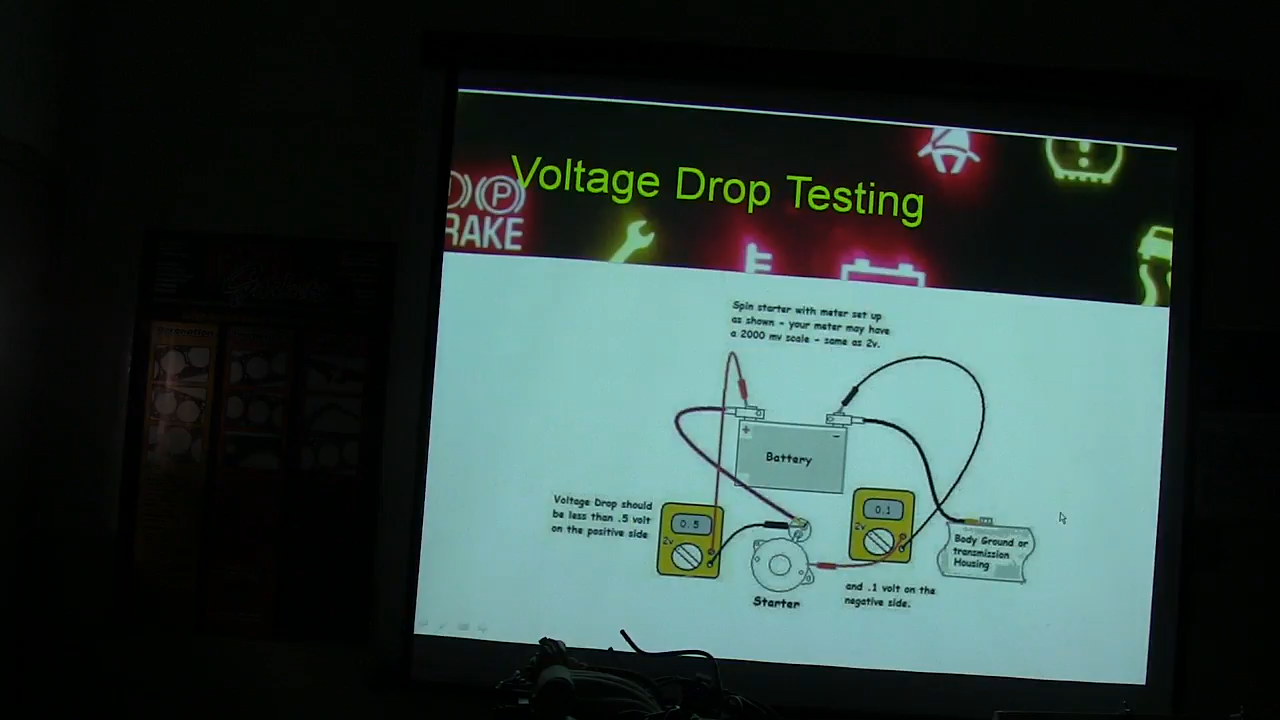 Voltage Drop Testing
P
RAKE
Spin starter with meter set up
as shown - your meter may have
a 2000 mv scale - same as 2v.
+
-
Battery
Voltage Drop should
be less than .5 volt
on the positive side
0.5
2v
0.1
2v
Body Ground or
transmission
Housing
Starter
and .1 volt on the
negative side.